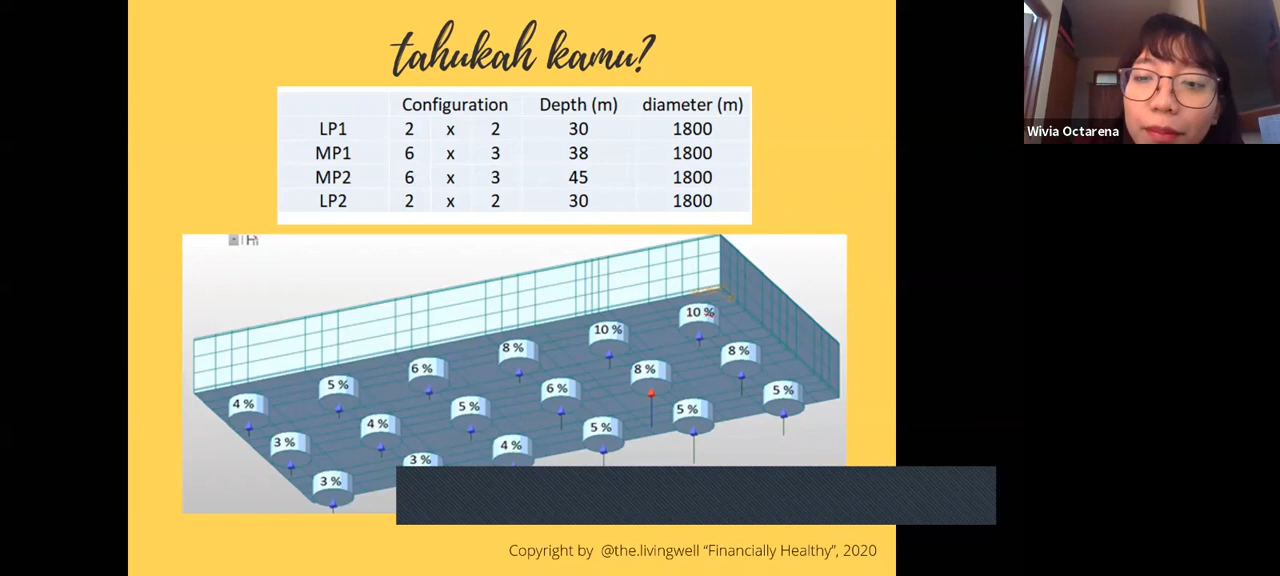 tahukah kamu?
Configuration Depth (m) diameter (m)
LP1 2 x 2 30 1800
MP1 6 x 3 38 1800
MP2 6 x 3 45 1800
LP2 2 x 2 30 1800
10 %
10 %
8 %
8 %
6 %
8 %
5 %
6 %
5 %
4 %
5 %
5 %
4 %
5 %
3 %
4 %
3 %
3 %
Wivia Octarena
Copyright by @the.livingwell “Financially Healthy”, 2020